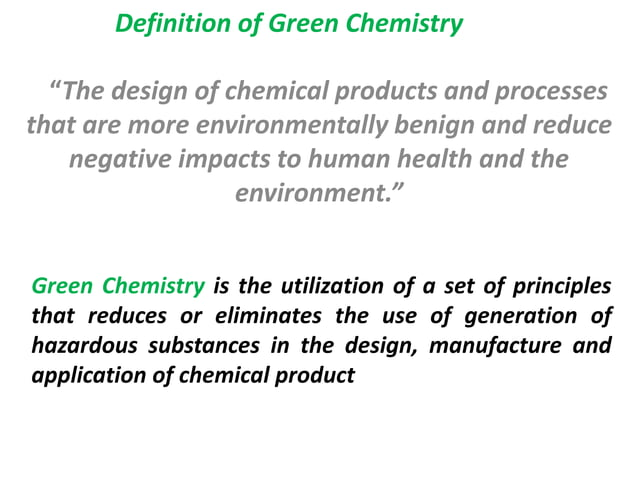 Definition of Green Chemistry
“The design of chemical products and processes
that are more environmentally benign and reduce
negative impacts to human health and the
environment.”
Green Chemistry is the utilization of a set of principles
that reduces or eliminates the use of generation of
hazardous substances in the design, manufacture and
application of chemical product